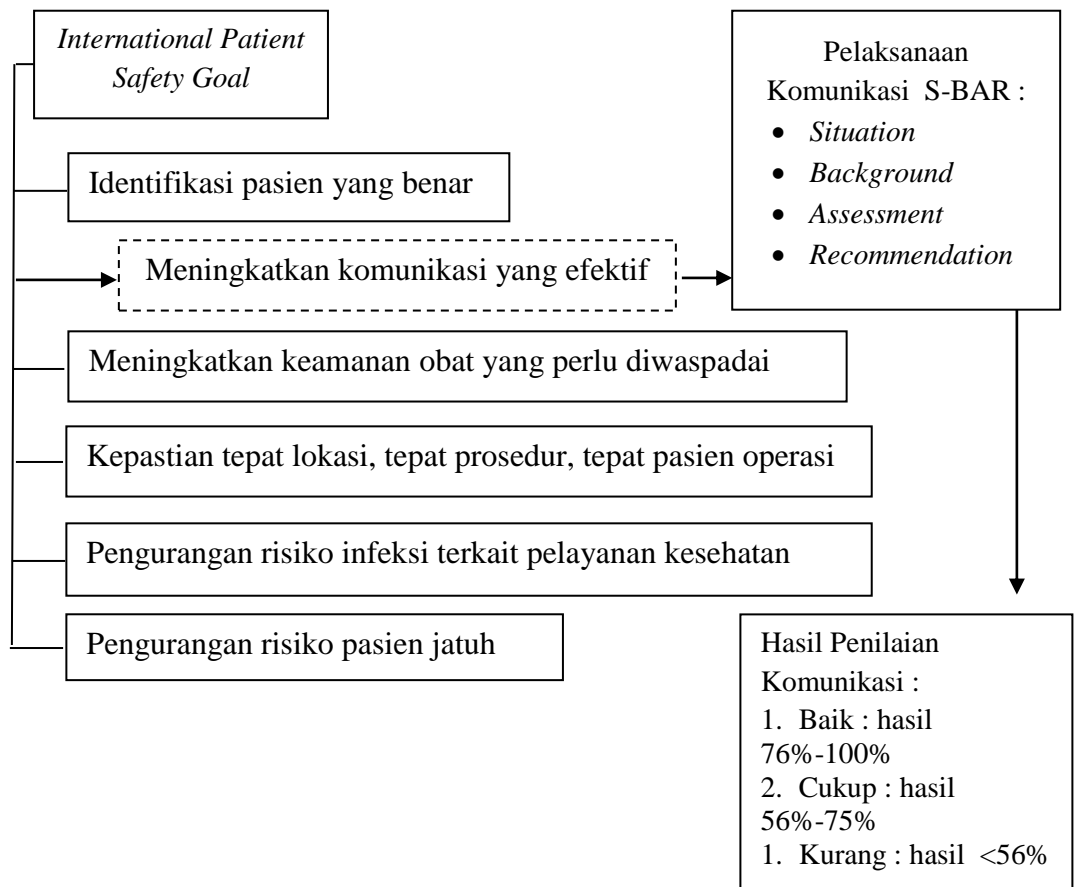 International Patient
Safety Goal
Identifikasi pasien yang benar
Meningkatkan komunikasi yang efektif
Meningkatkan keamanan obat yang perlu diwaspadai
Kepastian tepat lokasi, tepat prosedur, tepat pasien operasi
Pengurangan risiko infeksi terkait pelayanan kesehatan
Pengurangan risiko pasien jatuh
Pelaksanaan
Komunikasi S-BAR :
• Situation
• Background
• Assessment
• Recommendation
Hasil Penilaian
Komunikasi :
1. Baik : hasil
76%-100%
2. Cukup : hasil
56%-75%
1. Kurang : hasil <56%